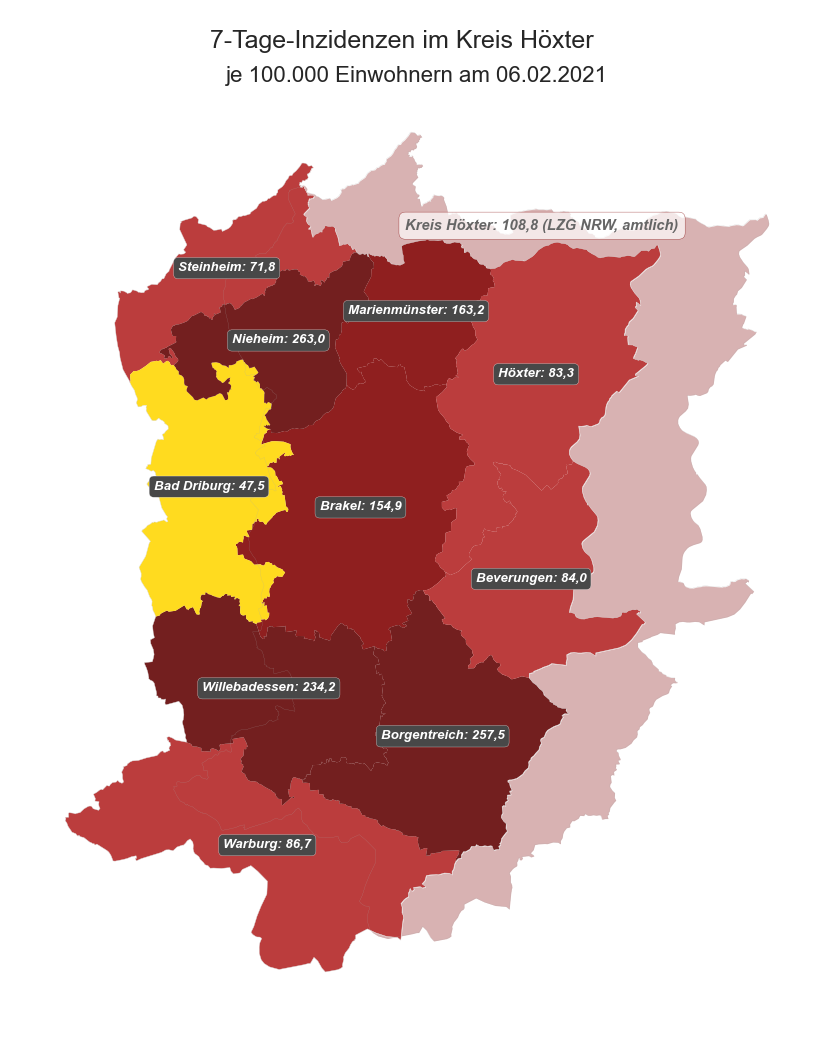 7-Tage-Inzidenzen im Kreis Höxter
je 100.000 Einwohnern am 06.02.2021
Kreis Höxter: 108,8 (LZG NRW, amtlich)
Steinheim: 71,8
Marienmünster: 163,2
Nieheim: 263,0
Höxter: 83,3
Bad Driburg: 47,5
Brakel: 154,9
Beverungen: 84,0
Willebadessen: 234,2
Borgentreich: 257,5
Warburg: 86,7